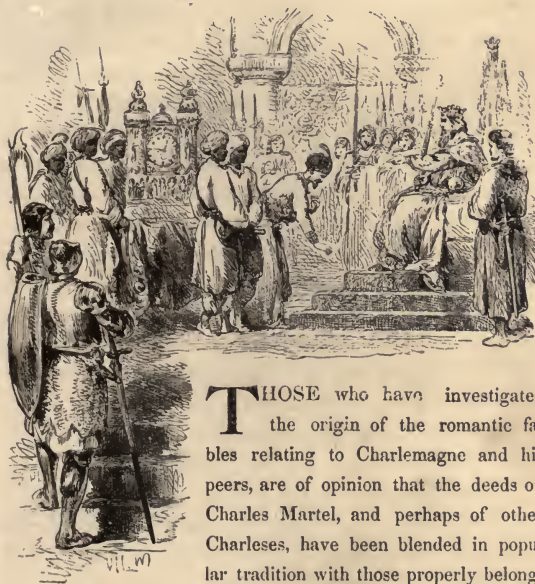 THOSE who have investigate
the origin of the romantic fa
bles relating to Charlemagne and hi
peers, are of opinion that the deeds o
Charles Martel, and perhaps of othe
Charleses, have been blended in popu
lar tradition with those properly belong